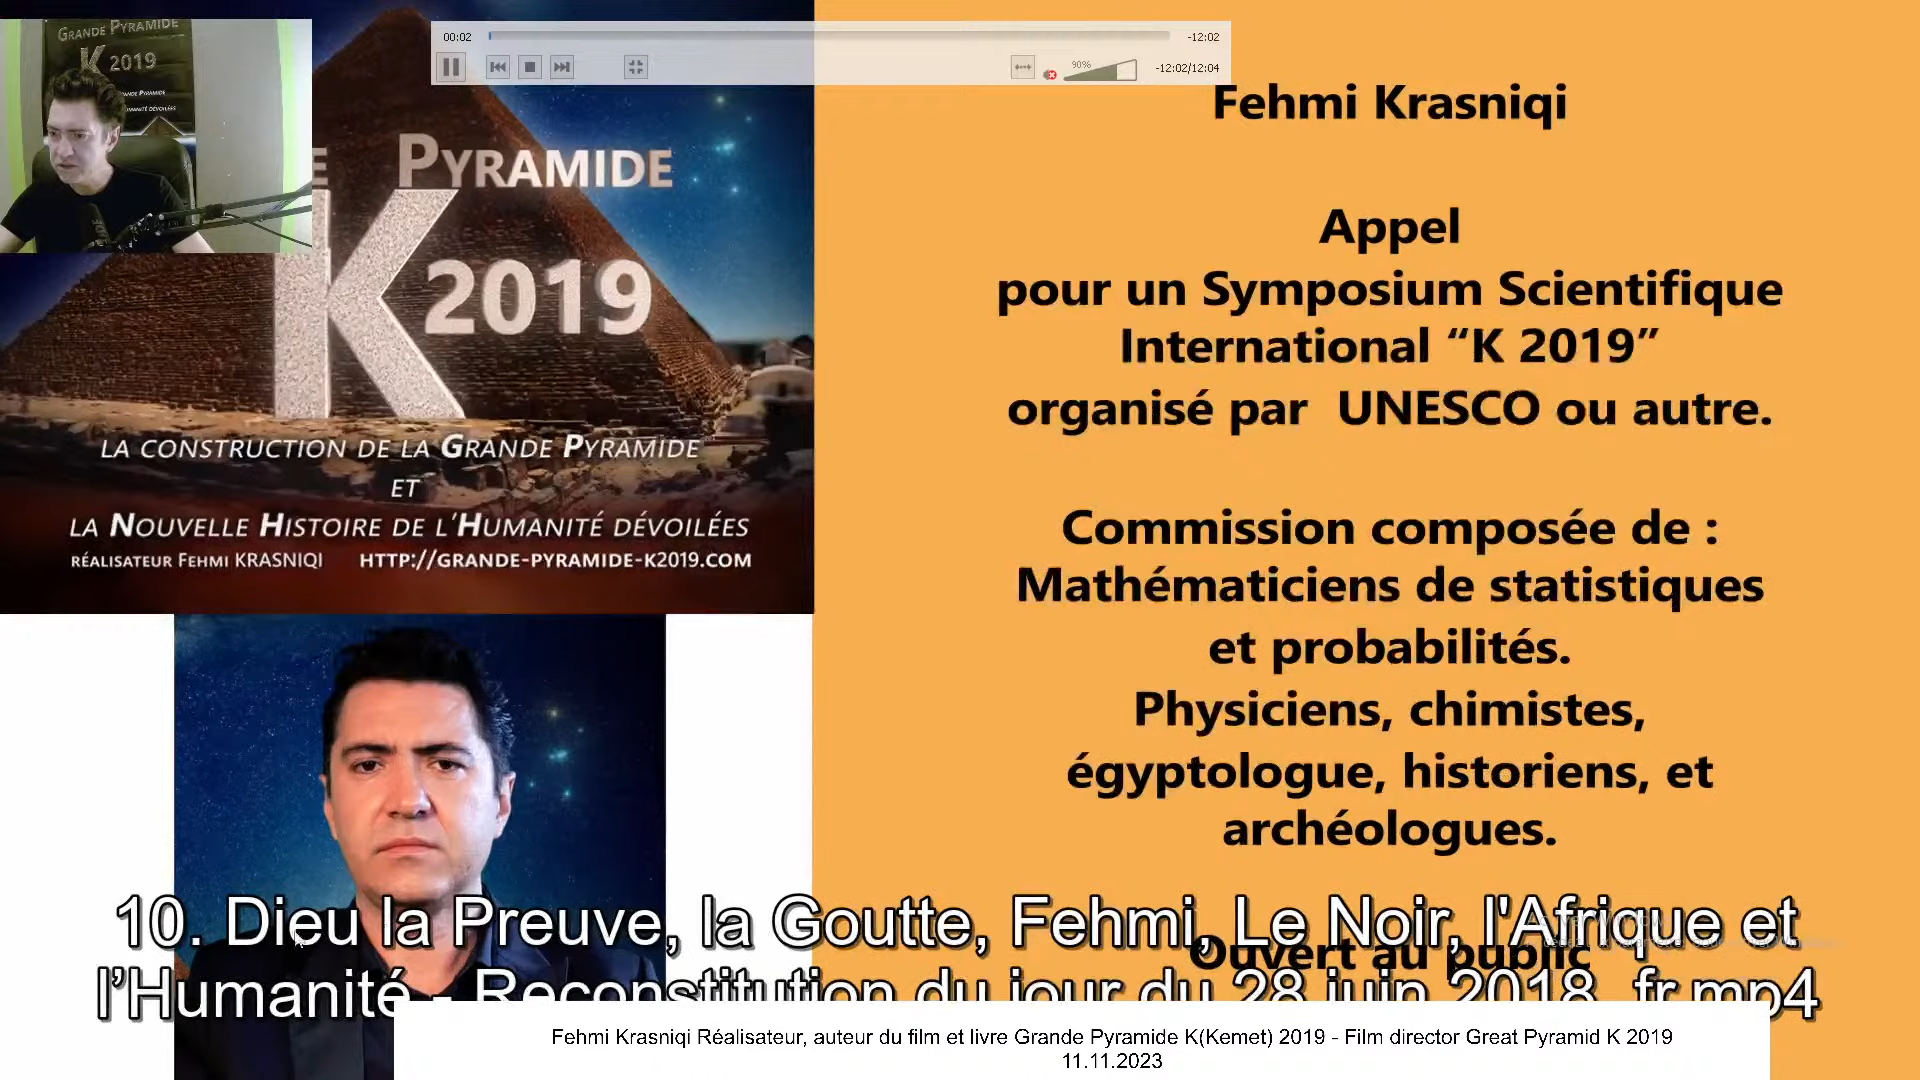 GRANDE PYRAMIDE
K 2019
00:02
-12:02
90%
-12:02/12:04
E PYRAMIDE
K 2019
LA CONSTRUCTION DE LA GRANDE PYRAMIDE
ET
LA NOUVELLE HISTOIRE DE L'HUMANITÉ DÉVOILÉES
RÉALISATEUR FEHMI KRASNIQI HTTP://GRANDE-PYRAMIDE-K2019.COM
Fehmi Krasniqi
Appel
pour un Symposium Scientifique
International “K 2019”
organisé par UNESCO ou autre.
Commission composée de :
Mathématiciens de statistiques
et probabilités.
Physiciens, chimistes,
égyptologue, historiens, et
archéologues.
Ouvert au public
10. Dieu la Preuve, la Goutte, Fehmi, Le Noir, l'Afrique et
l’Humanité - Reconstitution du jour du 28 juin 2018_fr.mp4
Fehmi Krasniqi Réalisateur, auteur du film et livre Grande Pyramide K(Kemet) 2019 - Film director Great Pyramid K 2019
11.11.2023